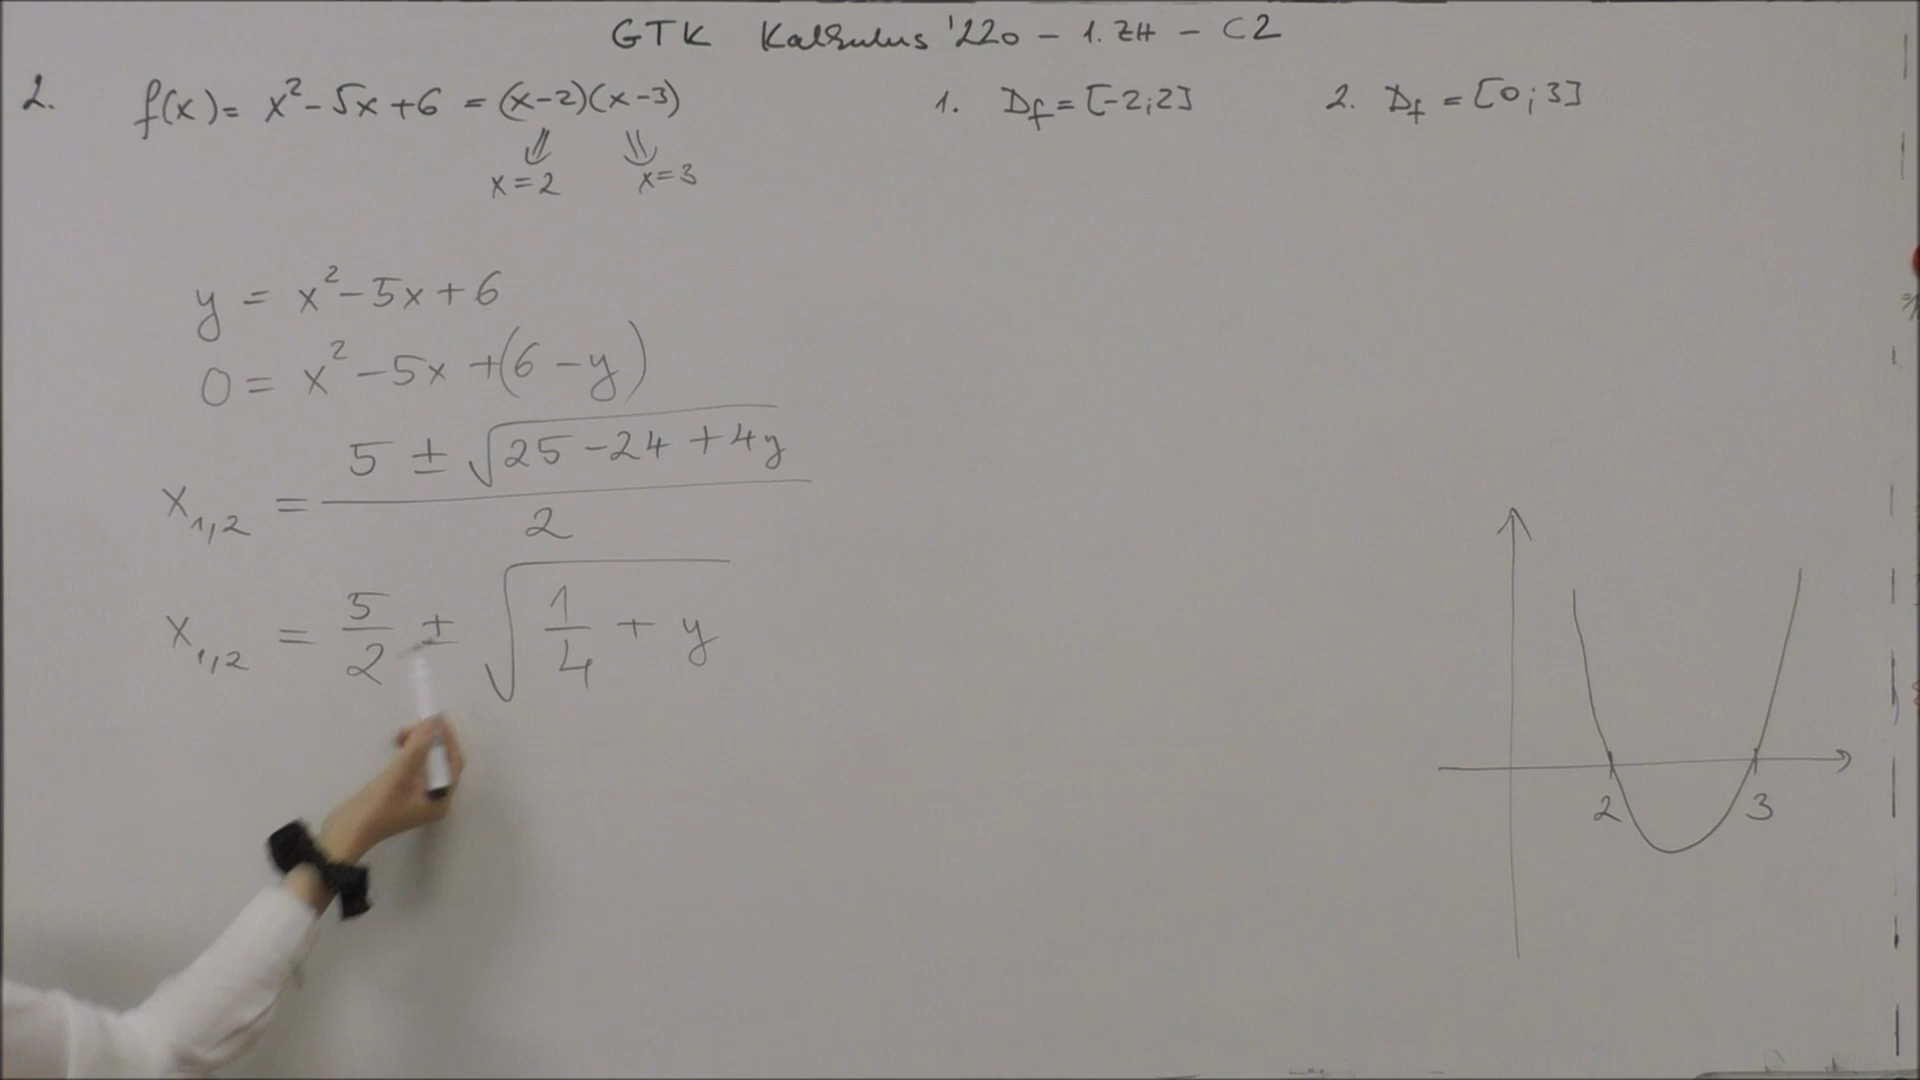 GTK Kalkulus '220 - 1. ZH - C2
2. f(x) = x² - 5x + 6 = (x-2)(x-3)
⇓ ⇓
x=2 x=3
1. Df = [-2;2]
2. Df = [0;3]
y = x² - 5x + 6
0 = x² - 5x + (6 - y)
x₁,₂ = (5 ± √(25 - 24 + 4y)) / 2
x₁,₂ = 5/2 ± √(1/4 + y)
2 3